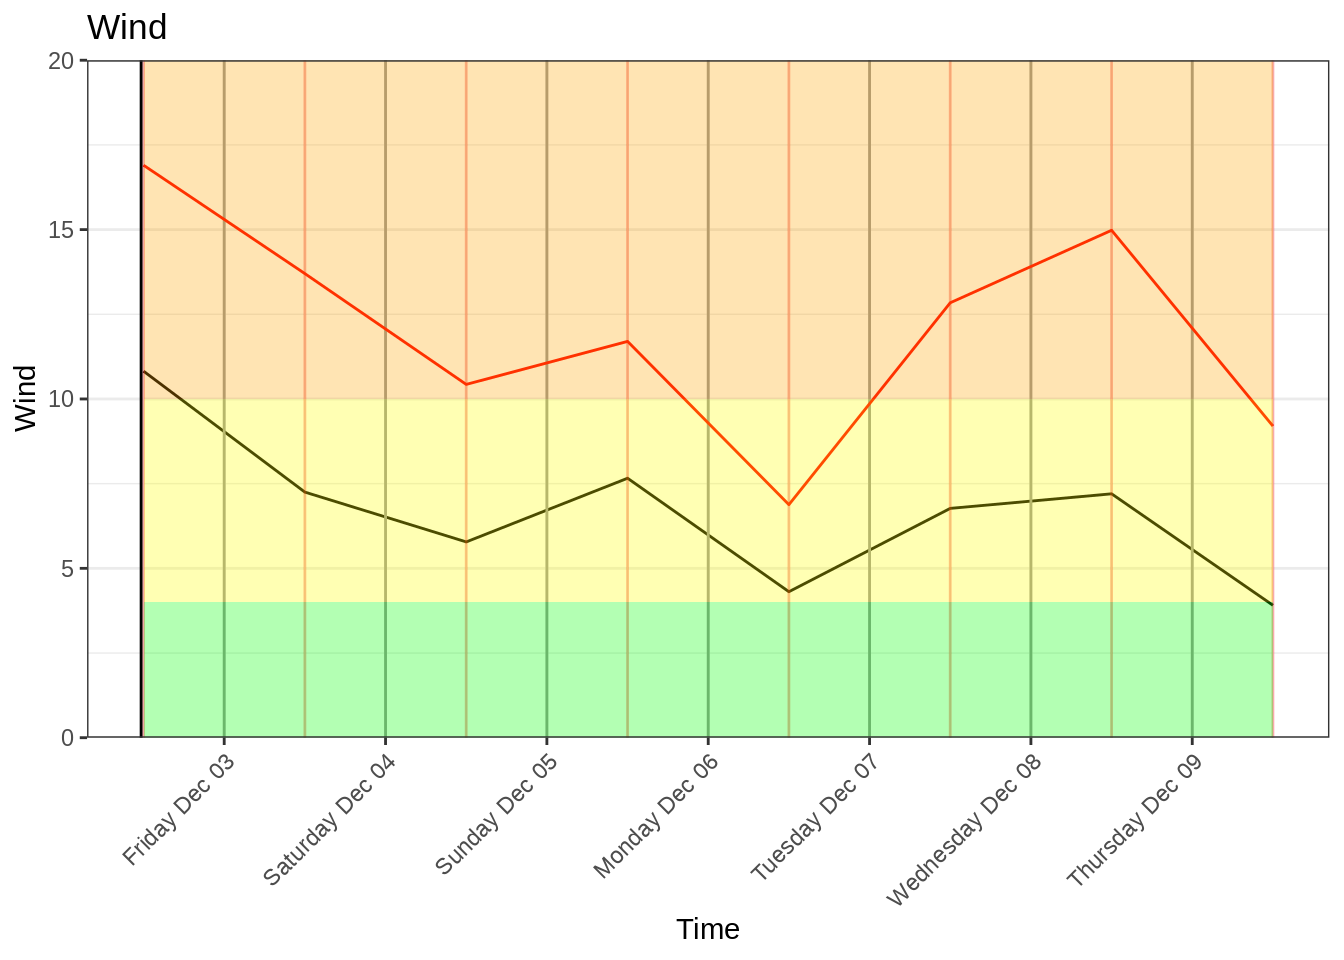 Wind
20
15
10
5
0
Wind
Friday Dec 03
Saturday Dec 04
Sunday Dec 05
Monday Dec 06
Tuesday Dec 07
Wednesday Dec 08
Thursday Dec 09
Time